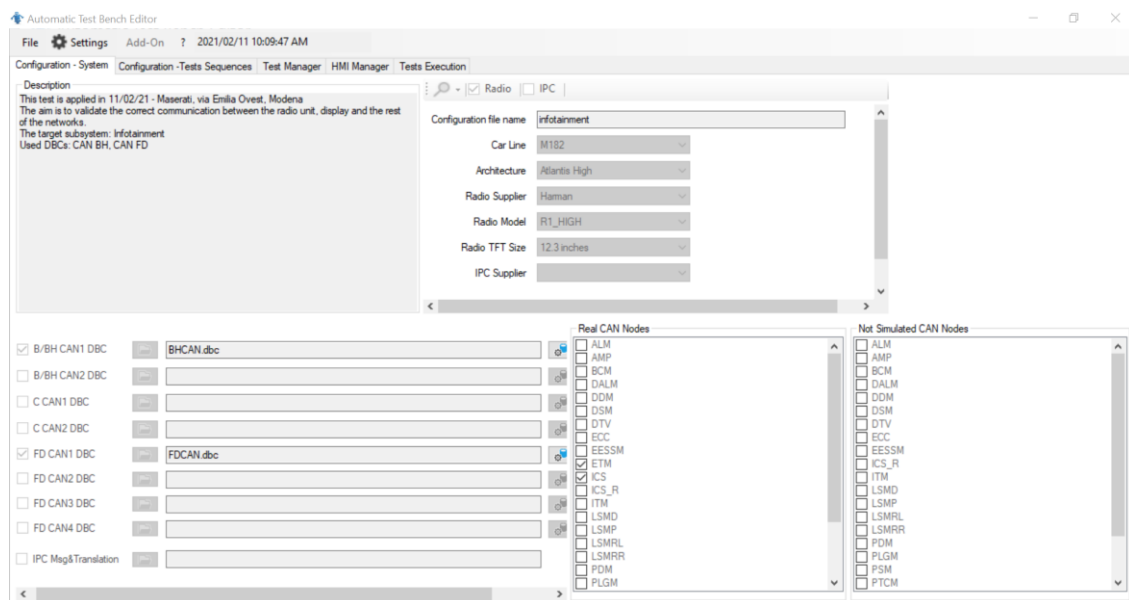 Automatic Test Bench Editor
File Settings Add-On ? 2021/02/11 10:09:47 AM
Configuration - System Configuration -Tests Sequences Test Manager HMI Manager Tests Execution
Description
This test is applied in 11/02/21 - Maserati, via Emilia Ovest, Modena
The aim is to validate the correct communication between the radio unit, display and the rest
of the networks.
The target subsystem: Infotainment
Used DBCs: CAN BH, CAN FD
Radio IPC
Configuration file name infotainment
Car Line M182
Architecture Atlantis High
Radio Supplier Harman
Radio Model R1_HIGH
Radio TFT Size 12.3 inches
IPC Supplier
B/BH CAN1 DBC BHCAN.dbc
B/BH CAN2 DBC
C CAN1 DBC
C CAN2 DBC
FD CAN1 DBC FDCAN.dbc
FD CAN2 DBC
FD CAN3 DBC
FD CAN4 DBC
IPC Msg&Translation
Real CAN Nodes
ALM
AMP
BCM
DALM
DDM
DSM
DTV
ECC
EESSM
ETM
ICS
ICS_R
ITM
LSMD
LSMP
LSMRL
LSMRR
PDM
PLGM
Not Simulated CAN Nodes
ALM
AMP
BCM
DALM
DDM
DSM
DTV
ECC
EESSM
ICS_R
ITM
LSMD
LSMP
LSMRL
LSMRR
PDM
PLGM
PSM
PTCM